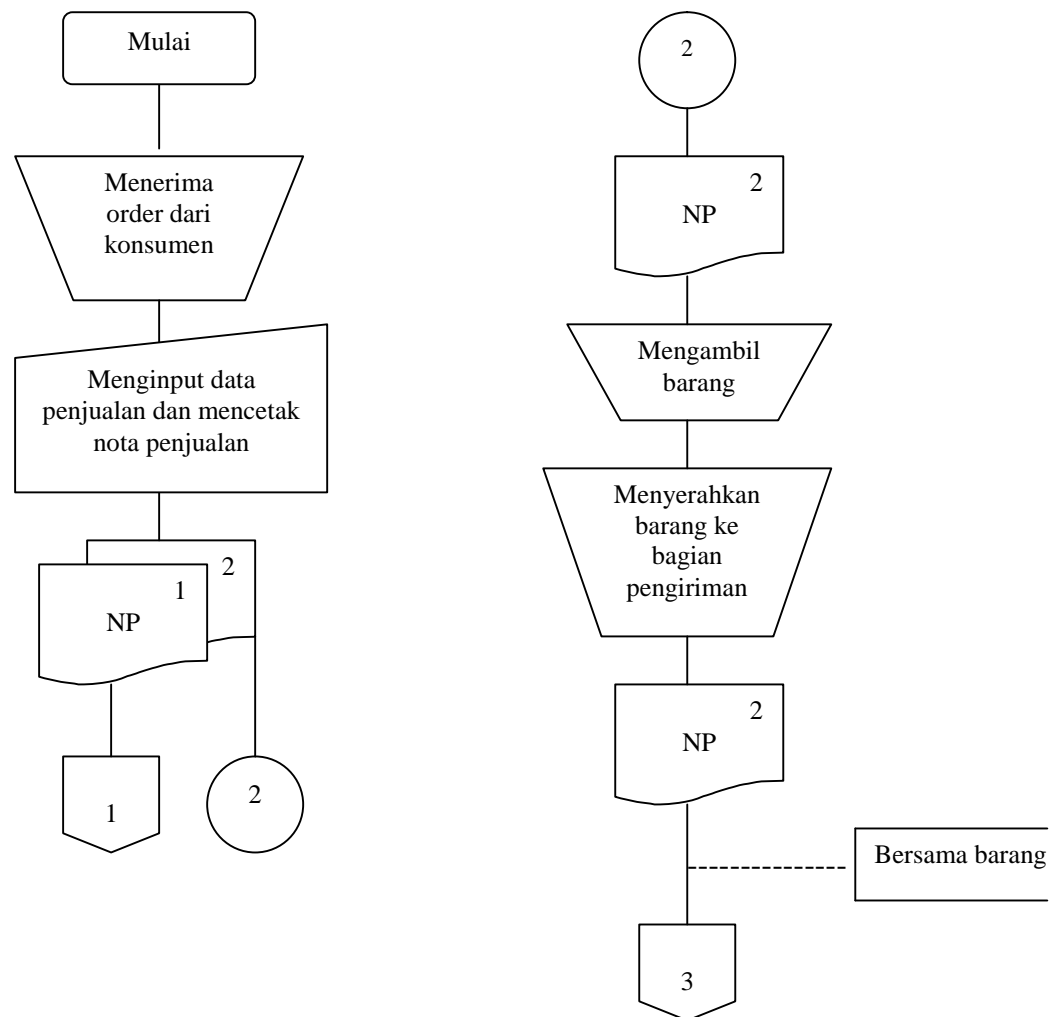 Mulai
Menerima
order dari
konsumen
Menginput data
penjualan dan mencetak
nota penjualan
2
1
NP
1
2
2
2
NP
Mengambil
barang
Menyerahkan
barang ke
bagian
pengiriman
2
NP
Bersama barang
3